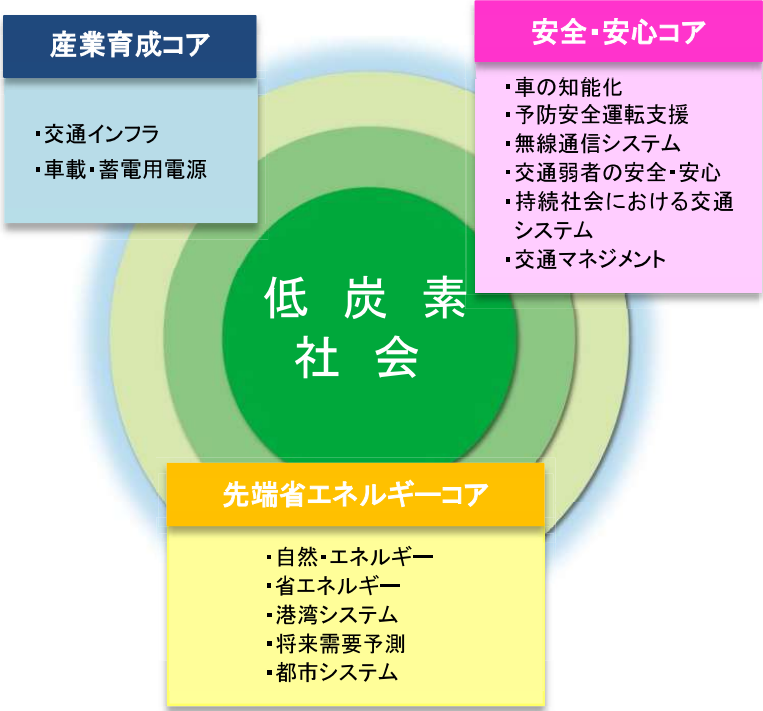 産業育成コア
・交通インフラ
・車載・蓄電用電源
安全・安心コア
・車の知能化
・予防安全運転支援
・無線通信システム
・交通弱者の安全・安心
・持続社会における交通
システム
・交通マネジメント
低 炭 素
社 会
先端省エネルギーコア
・自然・エネルギー
・省エネルギー
・港湾システム
・将来需要予測
・都市システム